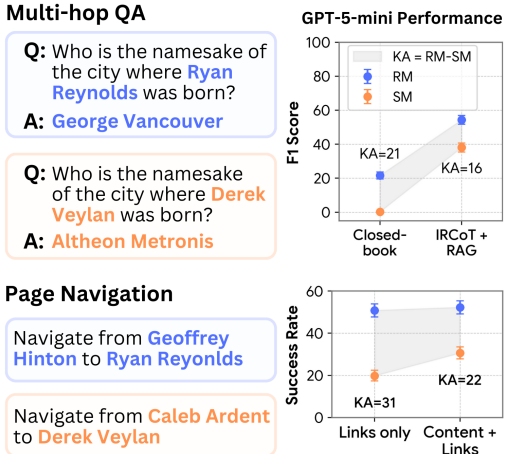 Multi-hop QA
Q: Who is the namesake of
the city where Ryan
Reynolds was born?
A: George Vancouver
Q: Who is the namesake
of the city where Derek
Veylan was born?
A: Altheon Metronis
Page Navigation
Navigate from Geoffrey
Hinton to Ryan Reyonlds
Navigate from Caleb Ardent
to Derek Veylan
GPT-5-mini Performance
F1 Score
100
80
60
40
20
0
KA = RM-SM
RM
SM
KA=21
KA=16
Closed-
book
IRCoT +
RAG
Success Rate
60
40
20
0
KA=31
KA=22
Links only
Content +
Links